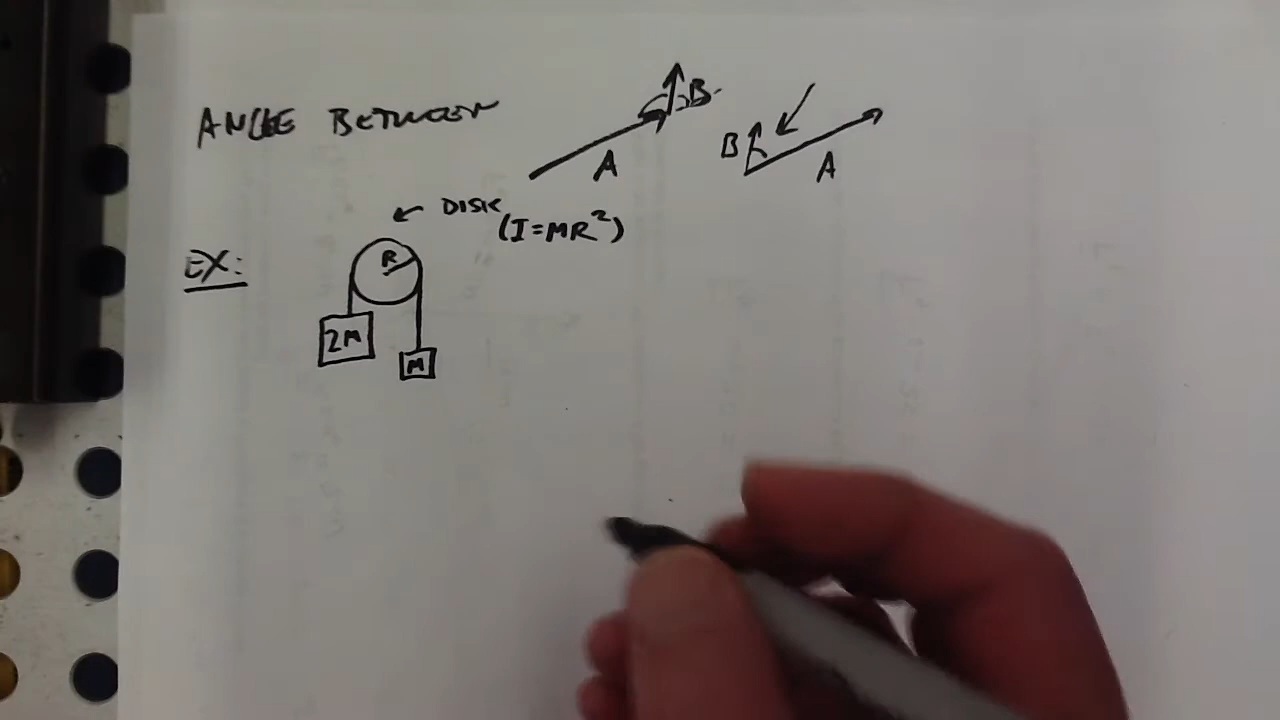 ANGLE BETWEEN
B
A
B
A
DISK
(I=MR²)
EX:
R
2M
M